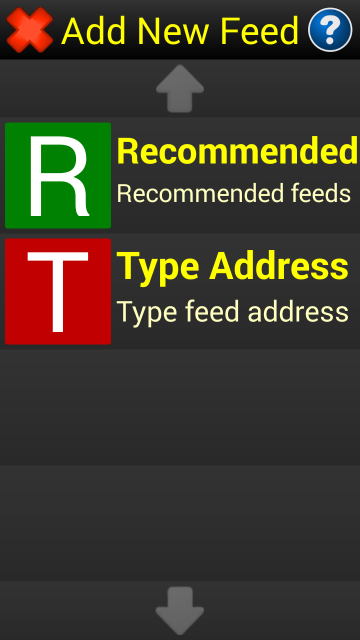 Add New Feed ?
R
Recommended
Recommended feeds
T
Type Address
Type feed address